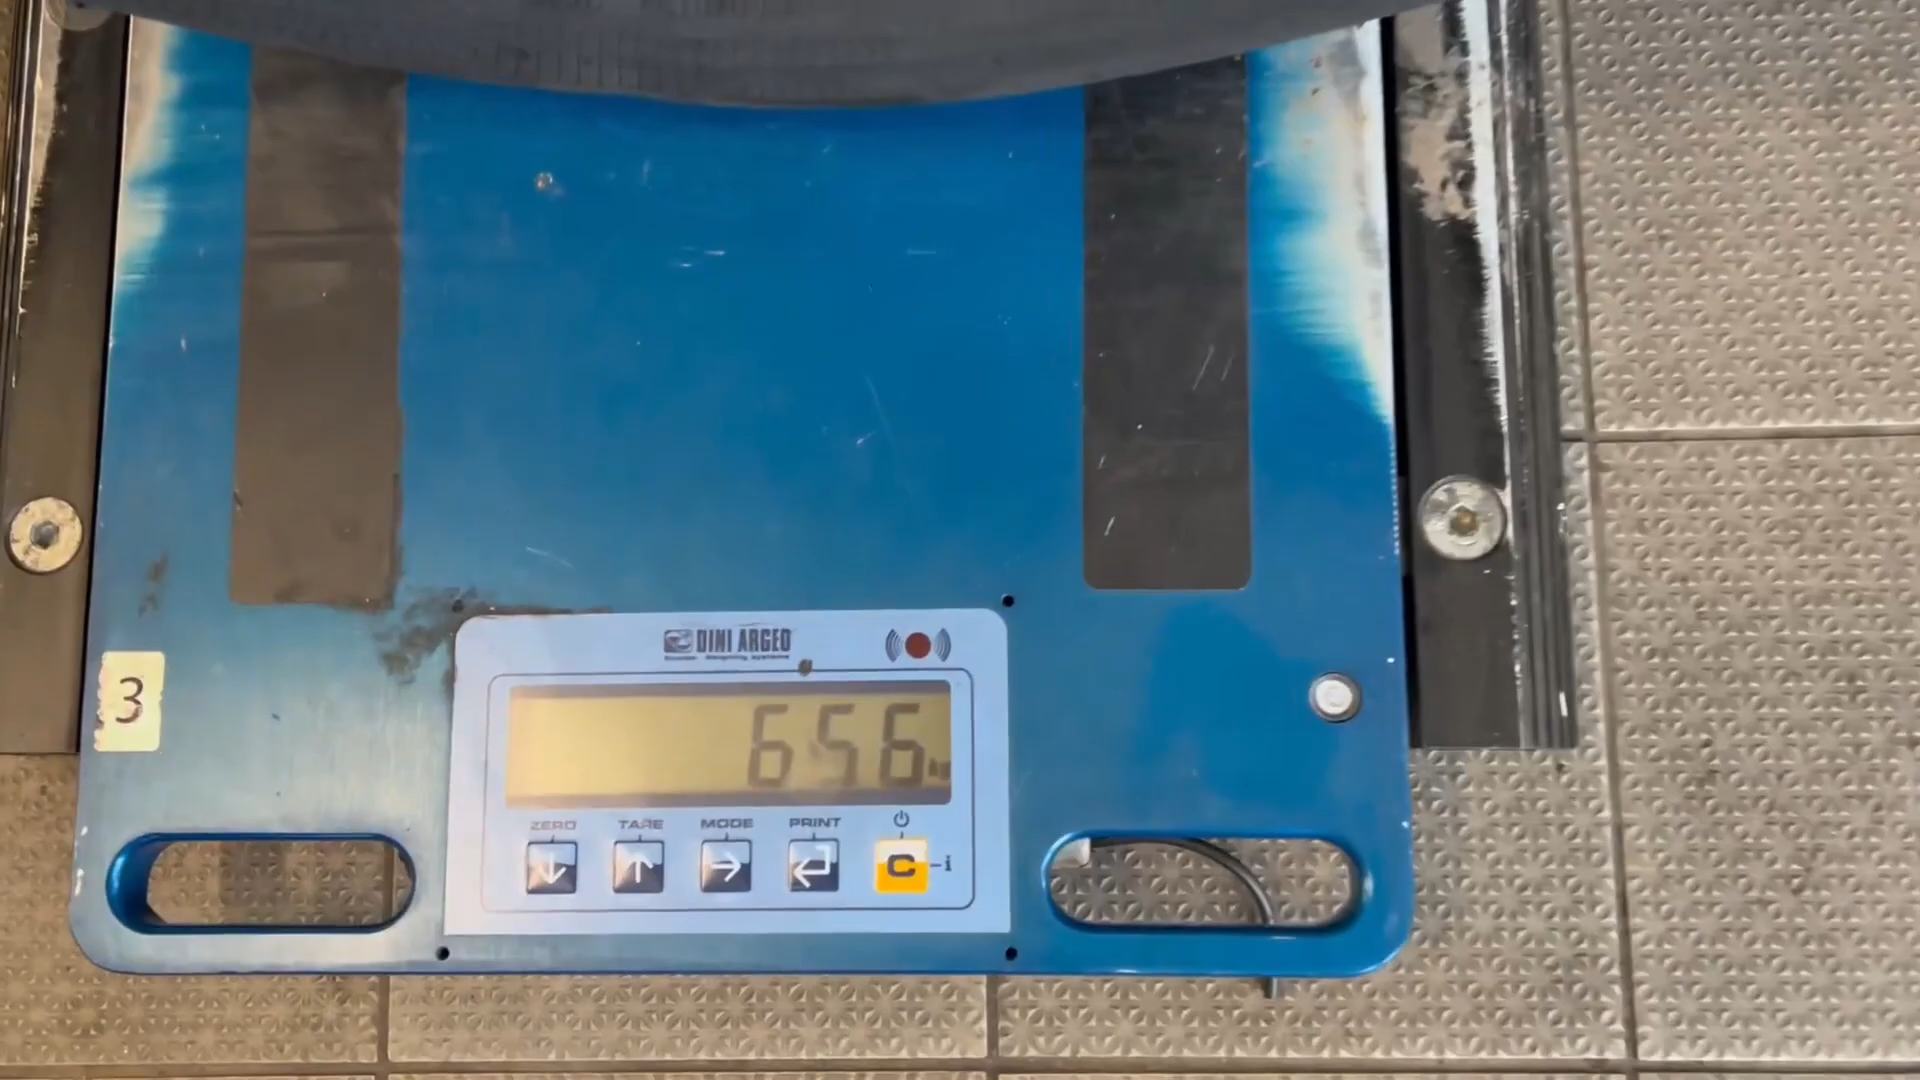 DINI ARGEO
3
656
ZERO TARE MODE PRINT
C i